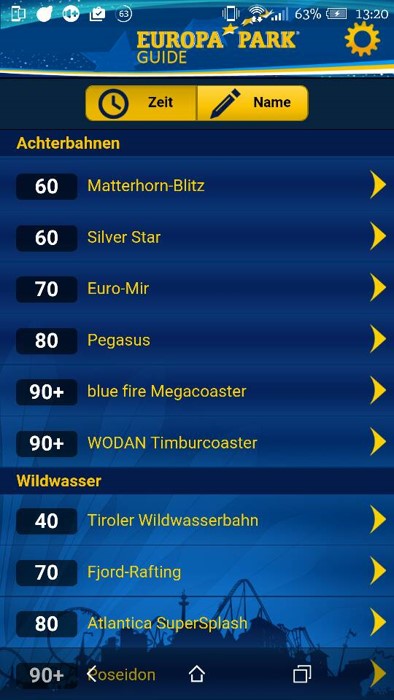 63
63%
13:20
EUROPA PARK
GUIDE
Zeit
Name
Achterbahnen
60 Matterhorn-Blitz
60 Silver Star
70 Euro-Mir
80 Pegasus
90+ blue fire Megacoaster
90+ WODAN Timburcoaster
Wildwasser
40 Tiroler Wildwasserbahn
70 Fjord-Rafting
80 Atlantica SuperSplash
90+ Poseidon